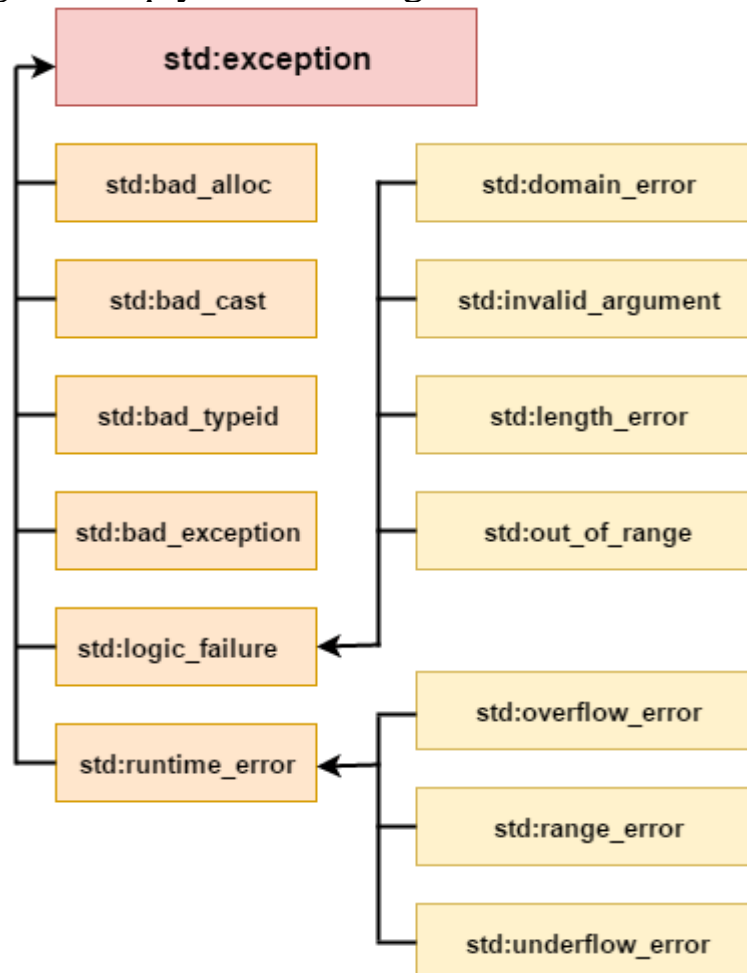 std:exception
std:bad_alloc
std:bad_cast
std:bad_typeid
std:bad_exception
std:logic_failure
std:runtime_error
std:domain_error
std:invalid_argument
std:length_error
std:out_of_range
std:overflow_error
std:range_error
std:underflow_error